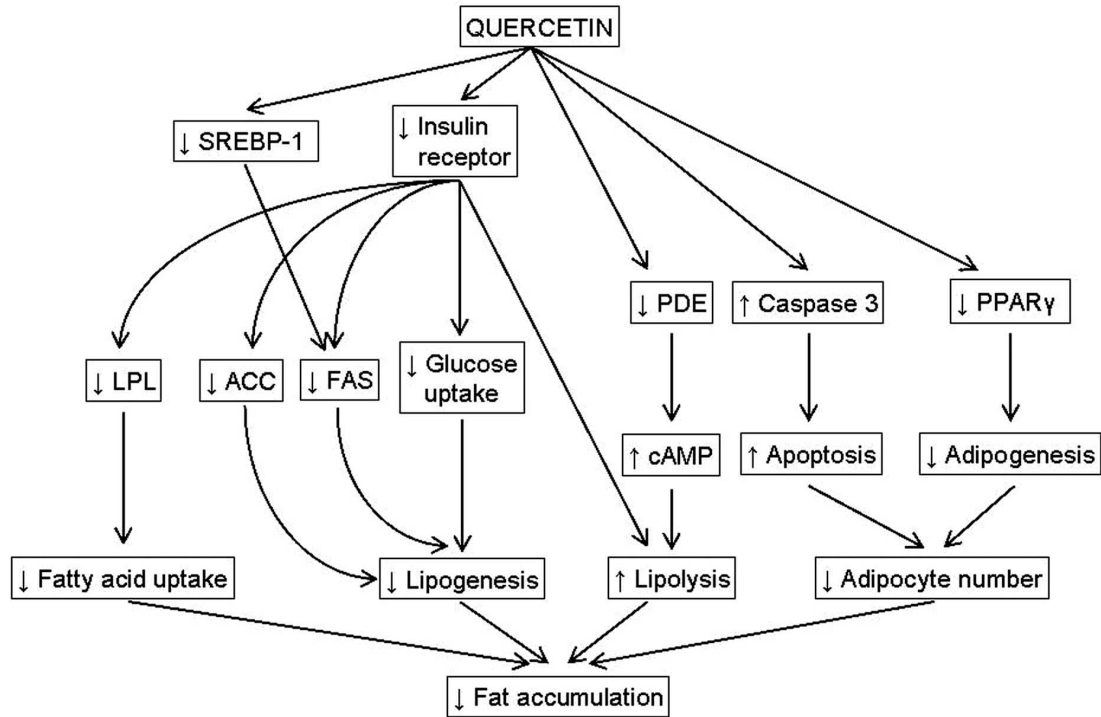 QUERCETIN
↓ SREBP-1
↓ Insulin
receptor
↓ PDE
↑ Caspase 3
↓ PPARγ
↓ LPL
↓ ACC
↓ FAS
↓ Glucose
uptake
↑ cAMP
↑ Apoptosis
↓ Adipogenesis
↓ Fatty acid uptake
↓ Lipogenesis
↑ Lipolysis
↓ Adipocyte number
↓ Fat accumulation